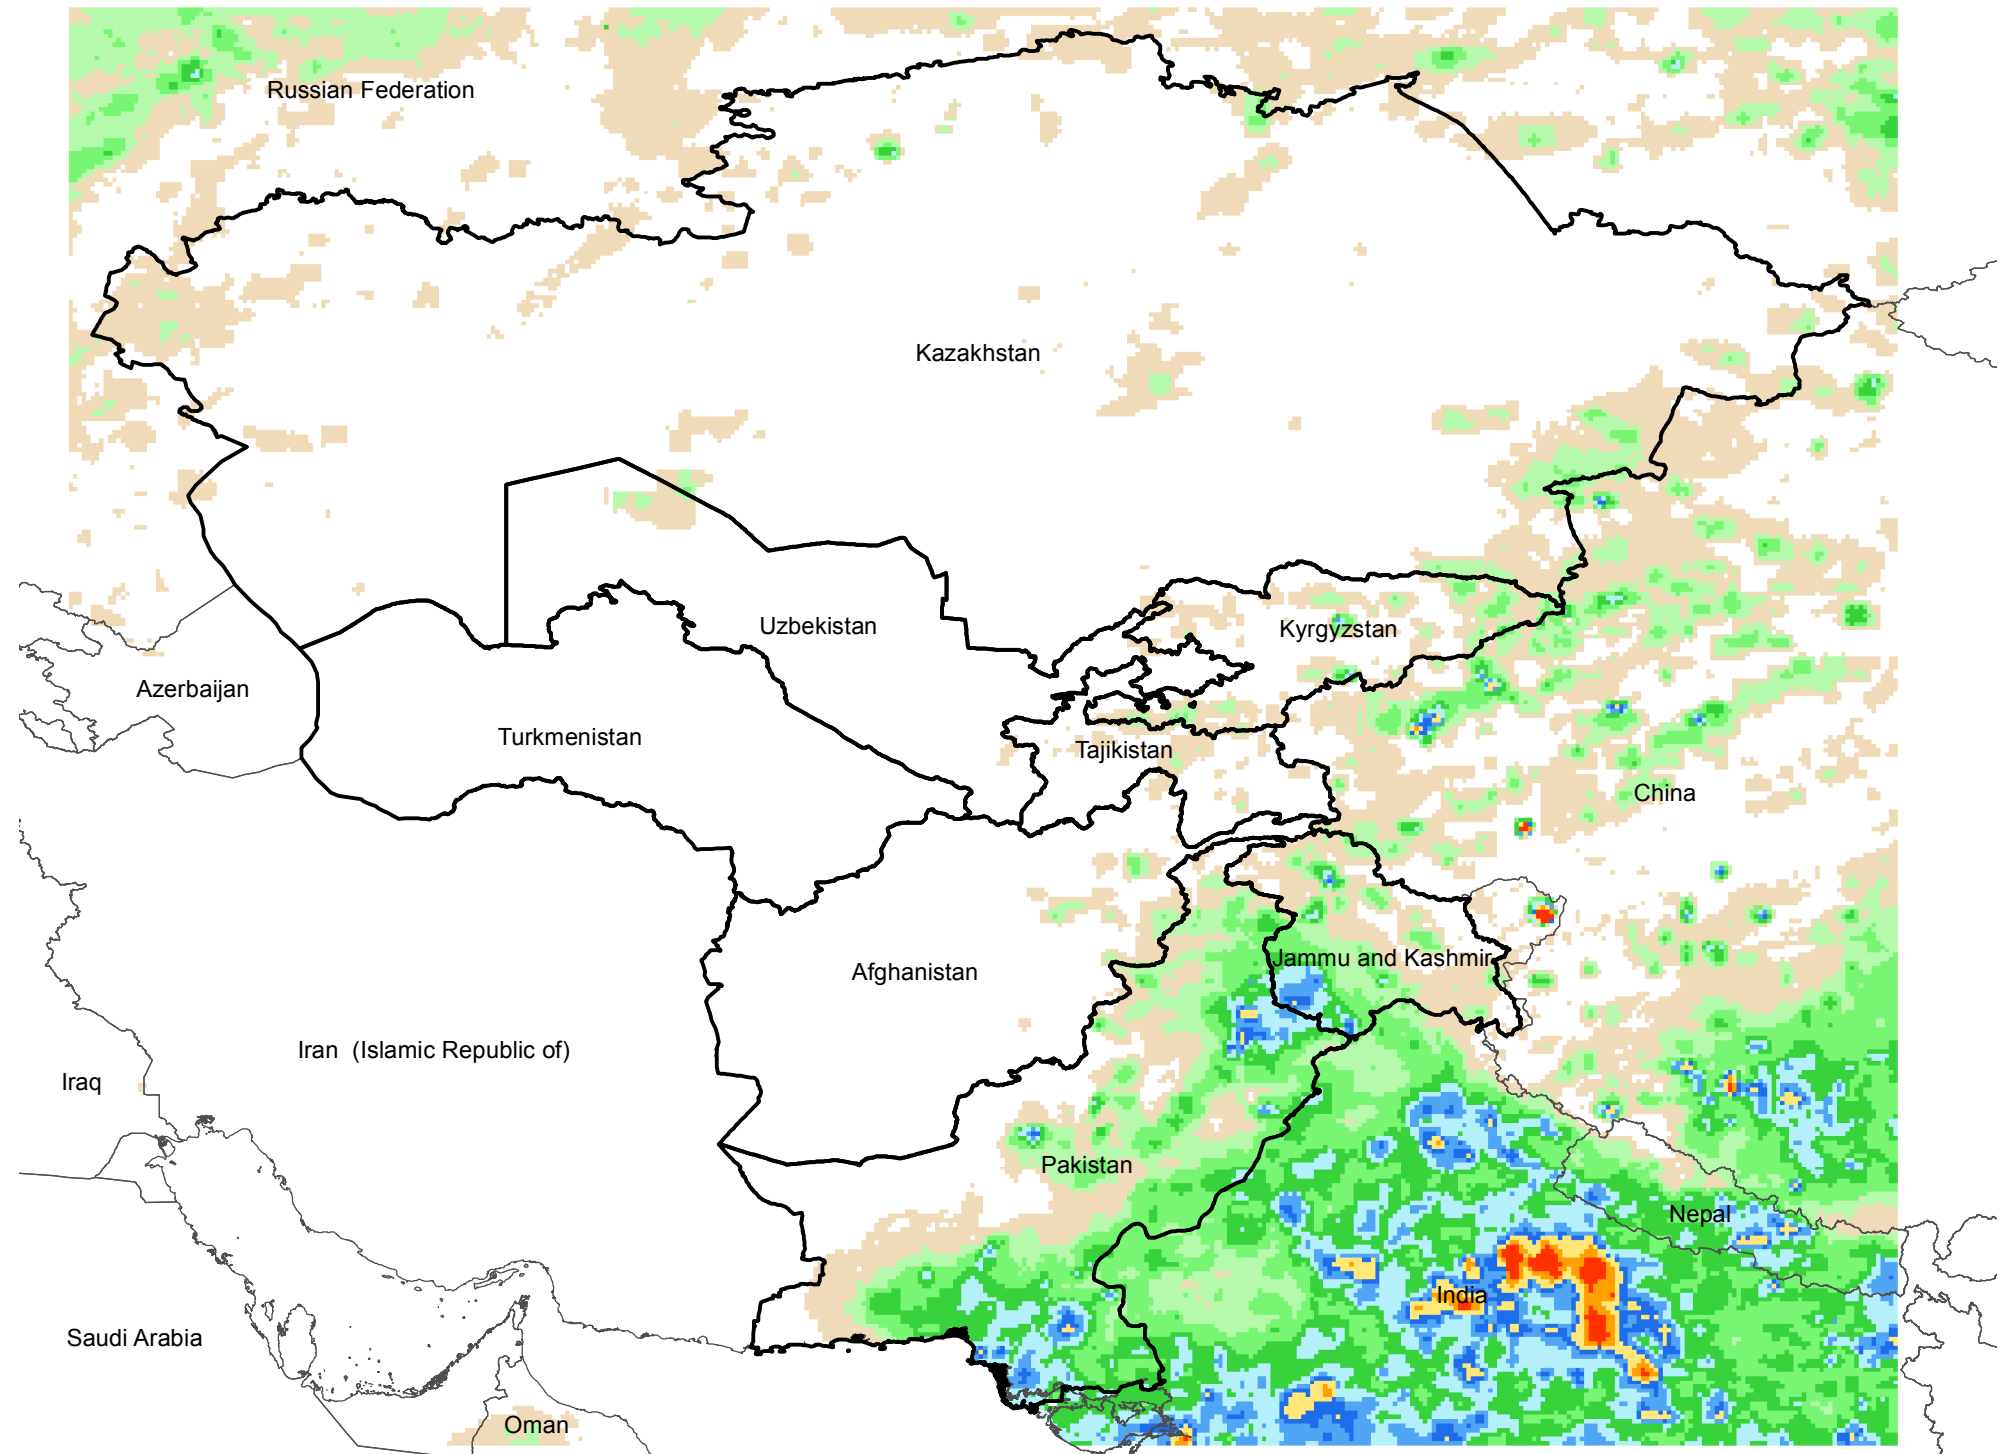 Russian Federation
Kazakhstan
Uzbekistan
Kyrgyzstan
Azerbaijan
Turkmenistan
Tajikistan
China
Jammu and Kashmir
Afghanistan
Iran  (Islamic Republic of)
Iraq
Pakistan
Nepal
India
Saudi Arabia
Oman